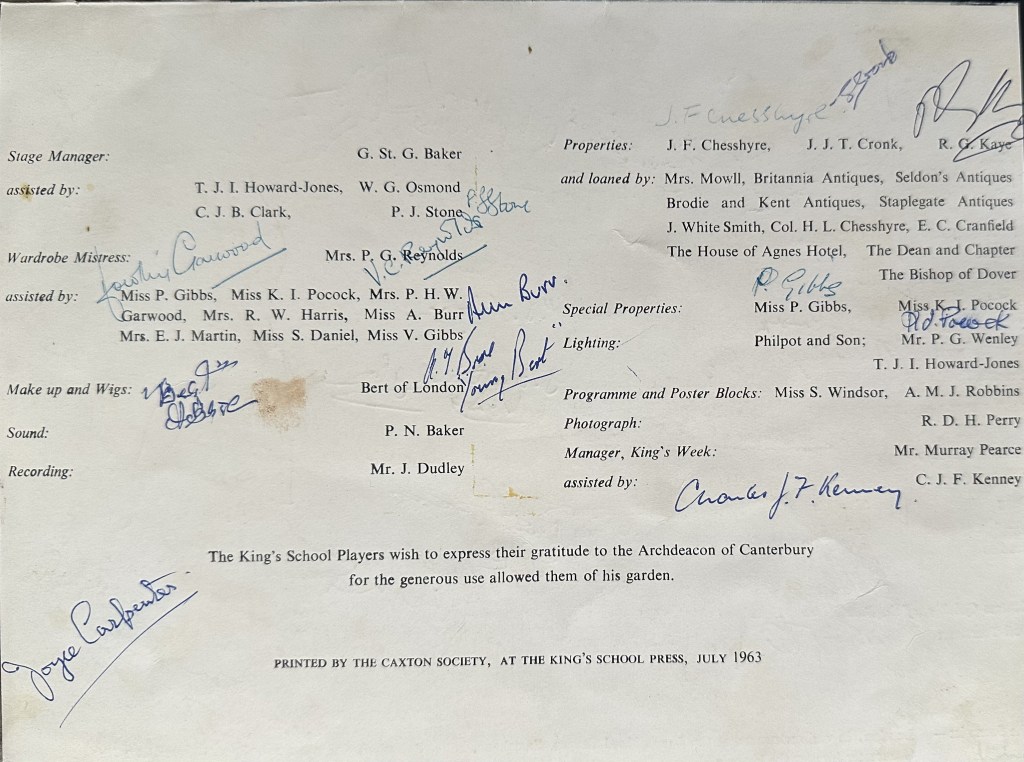 Stage Manager: G. St. G. Baker
assisted by: T. J. I. Howard-Jones, W. G. Osmond
C. J. B. Clark, P. J. Stone
PJStone
Dorothy Garwood
V. C. Reynolds
Wardrobe Mistress: Mrs. P. G. Reynolds
assisted by: Miss P. Gibbs, Miss K. I. Pocock, Mrs. P. H. W.
Garwood, Mrs. R. W. Harris, Miss A. Burr
Ann Burr.
Mrs. E. J. Martin, Miss S. Daniel, Miss V. Gibbs
Make up and Wigs: Bert of London
"Young Bert"
Sound: P. N. Baker
Recording: Mr. J. Dudley
J. F Chesshyre
Properties: J. F. Chesshyre, J. J. T. Cronk, R. G. Kaye
and loaned by: Mrs. Mowll, Britannia Antiques, Seldon's Antiques
Brodie and Kent Antiques, Staplegate Antiques
J. White Smith, Col. H. L. Chesshyre, E. C. Cranfield
The House of Agnes Hotel, The Dean and Chapter
The Bishop of Dover
P. Gibbs
Special Properties: Miss P. Gibbs, Miss K. I. Pocock
Pocock
Lighting: Philpot and Son; Mr. P. G. Wenley
T. J. I. Howard-Jones
Programme and Poster Blocks: Miss S. Windsor, A. M. J. Robbins
Photograph: R. D. H. Perry
Manager, King's Week: Mr. Murray Pearce
assisted by: C. J. F. Kenney
Charles J. F. Kenney
The King's School Players wish to express their gratitude to the Archdeacon of Canterbury
for the generous use allowed them of his garden.
Joyce Carpenter
PRINTED BY THE CAXTON SOCIETY, AT THE KING'S SCHOOL PRESS, JULY 1963